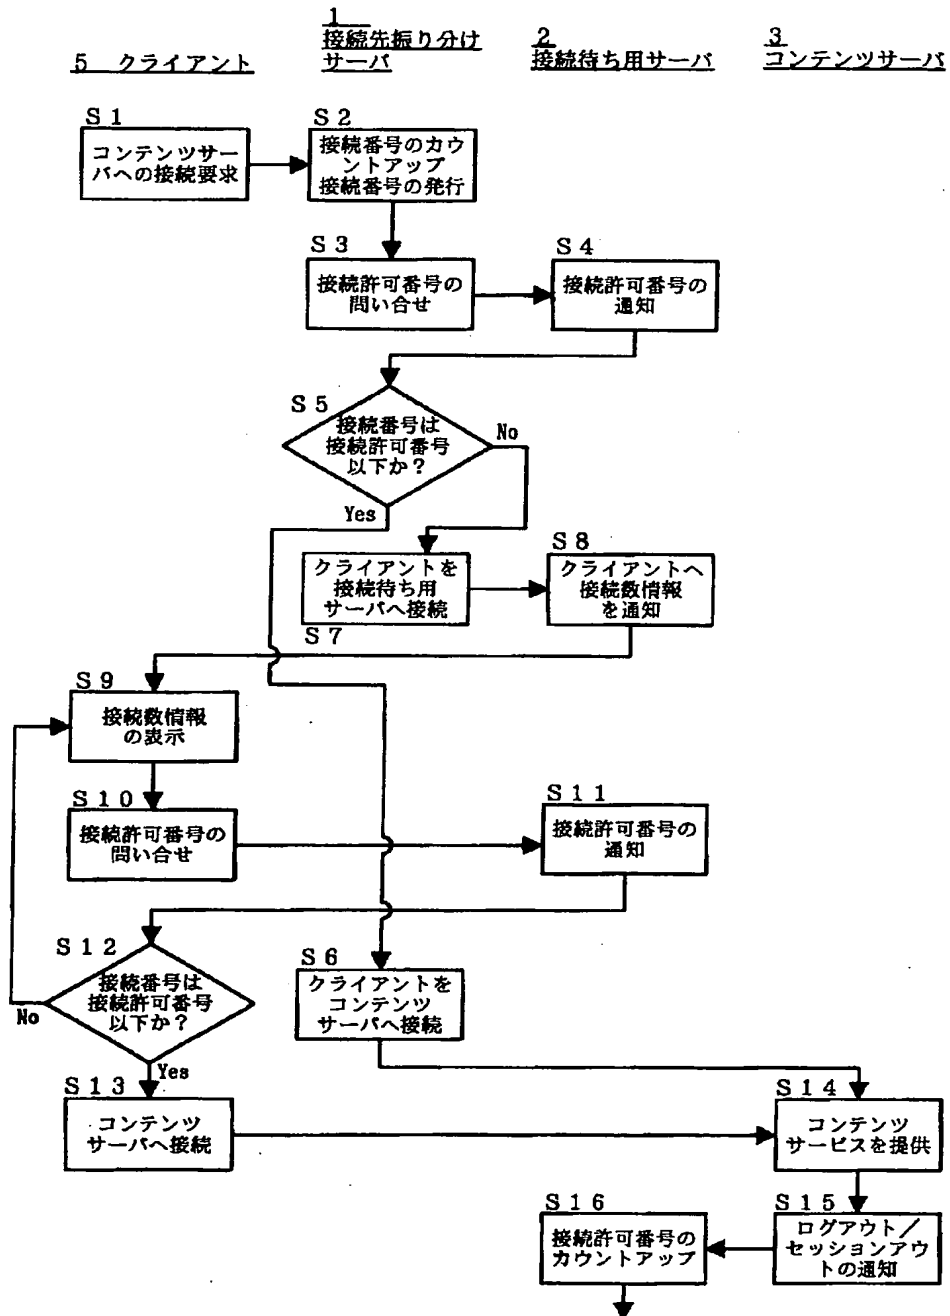 5 クライアント
1
接続先振り分け
サーバ
2
接続待ち用サーバ
3
コンテンツサーバ
S1
コンテンツサー
バへの接続要求
S2
接続番号のカウ
ントアップ
接続番号の発行
S3
接続許可番号の
問い合せ
S4
接続許可番号の
通知
S5
接続番号は
接続許可番号
以下か？
No
Yes
クライアントを
接続待ち用
サーバへ接続
S7
S8
クライアントへ
接続数情報
を通知
S9
接続数情報
の表示
S10
接続許可番号の
問い合せ
S11
接続許可番号の
通知
S12
接続番号は
接続許可番号
以下か？
No
Yes
S6
クライアントを
コンテンツ
サーバへ接続
S13
コンテンツ
サーバへ接続
S14
コンテンツ
サービスを提供
S15
ログアウト／
セッションアウ
トの通知
S16
接続許可番号の
カウントアップ